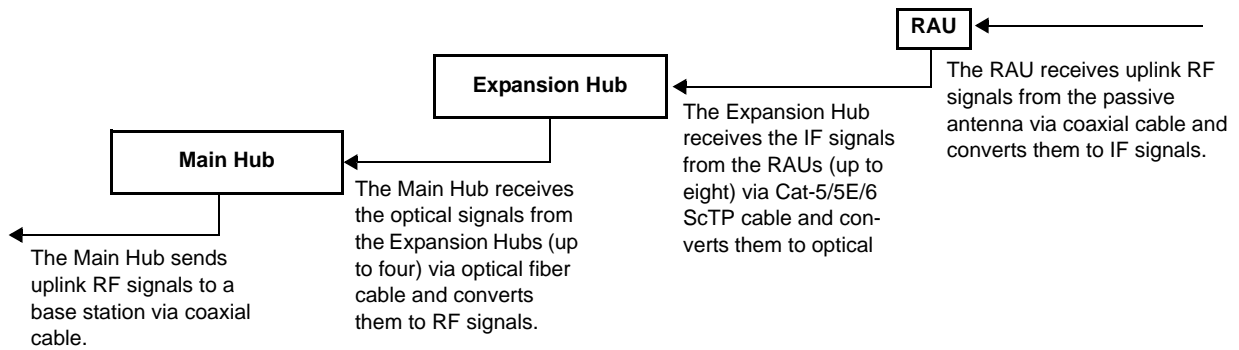 RAU
The RAU receives uplink RF
signals from the passive
antenna via coaxial cable and
converts them to IF signals.
Expansion Hub
The Expansion Hub
receives the IF signals
from the RAUs (up to
eight) via Cat-5/5E/6
ScTP cable and con-
verts them to optical
Main Hub
The Main Hub receives
the optical signals from
the Expansion Hubs (up
to four) via optical fiber
cable and converts
them to RF signals.
The Main Hub sends
uplink RF signals to a
base station via coaxial
cable.